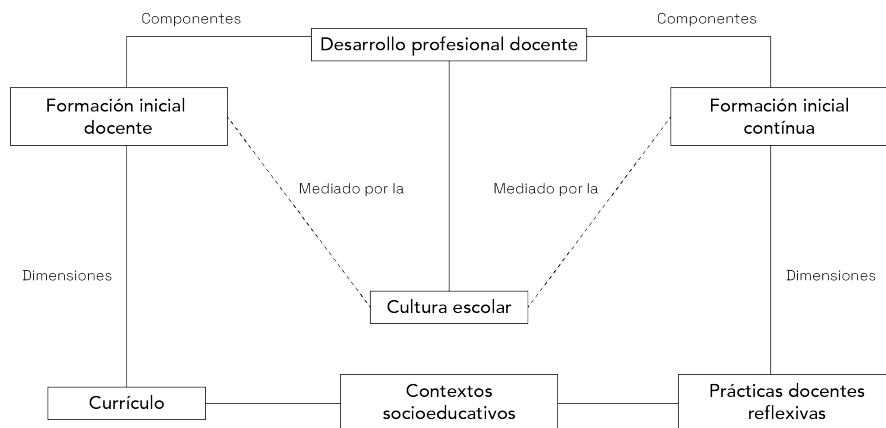 Componentes
Componentes
Desarrollo profesional docente
Formación inicial
docente
Formación inicial
contínua
Mediado por la
Mediado por la
Dimensiones
Dimensiones
Cultura escolar
Currículo
Contextos
socioeducativos
Prácticas docentes
reflexivas